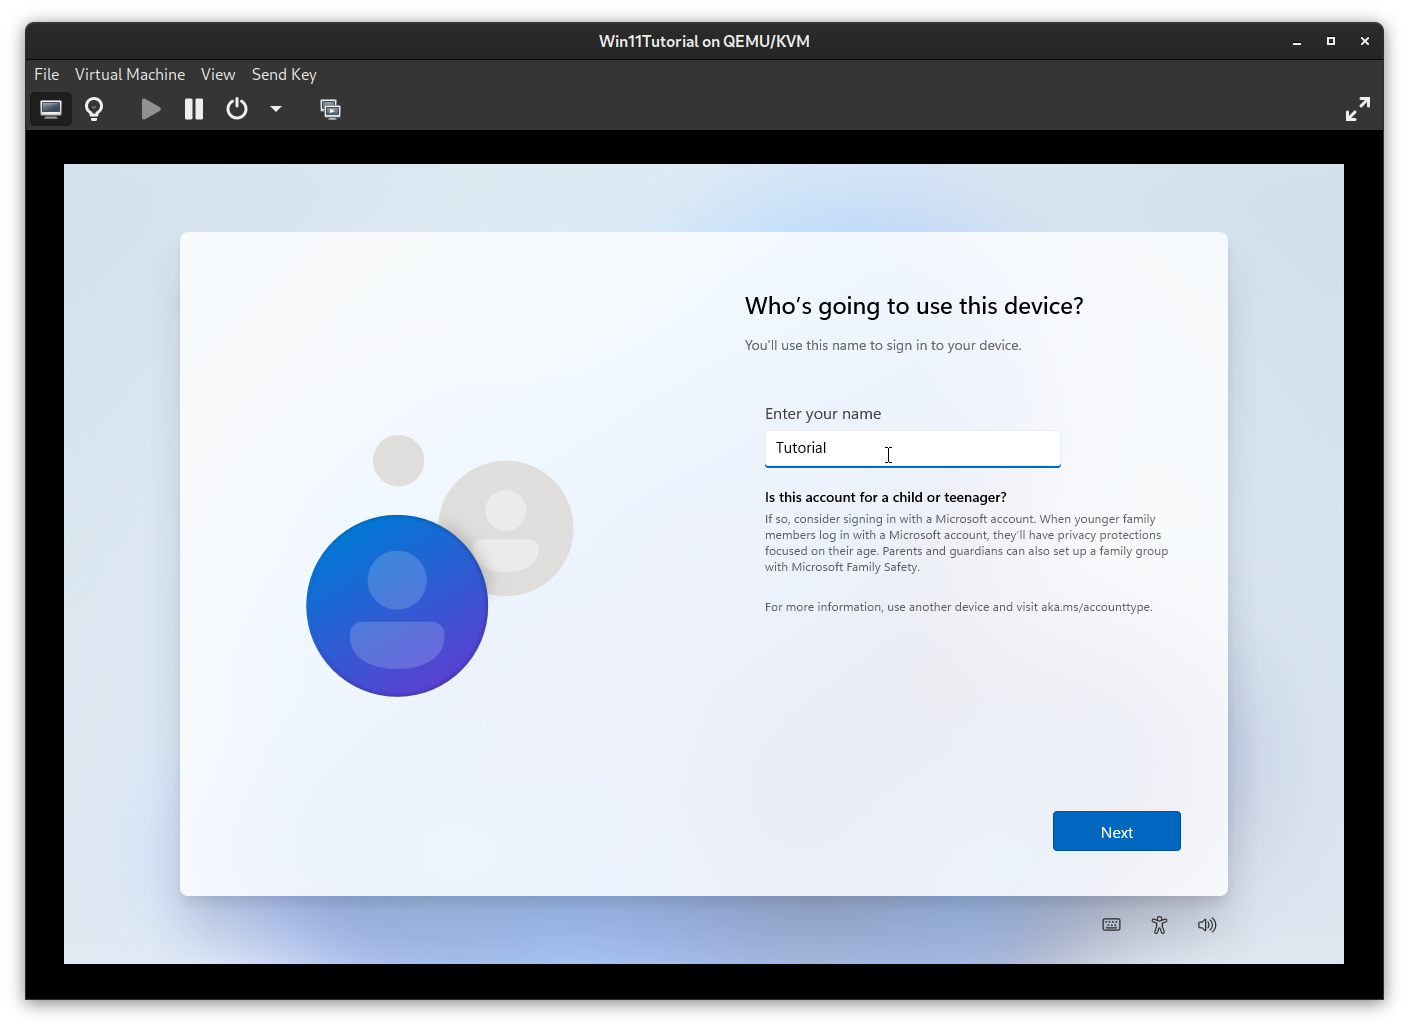 Win11Tutorial on QEMU/KVM
File Virtual Machine View Send Key
Who's going to use this device?
You'll use this name to sign in to your device.
Enter your name
Tutorial
Is this account for a child or teenager?
If so, consider signing in with a Microsoft account. When younger family
members log in with a Microsoft account, they'll have privacy protections
focused on their age. Parents and guardians can also set up a family group
with Microsoft Family Safety.
For more information, use another device and visit aka.ms/accounttype.
Next